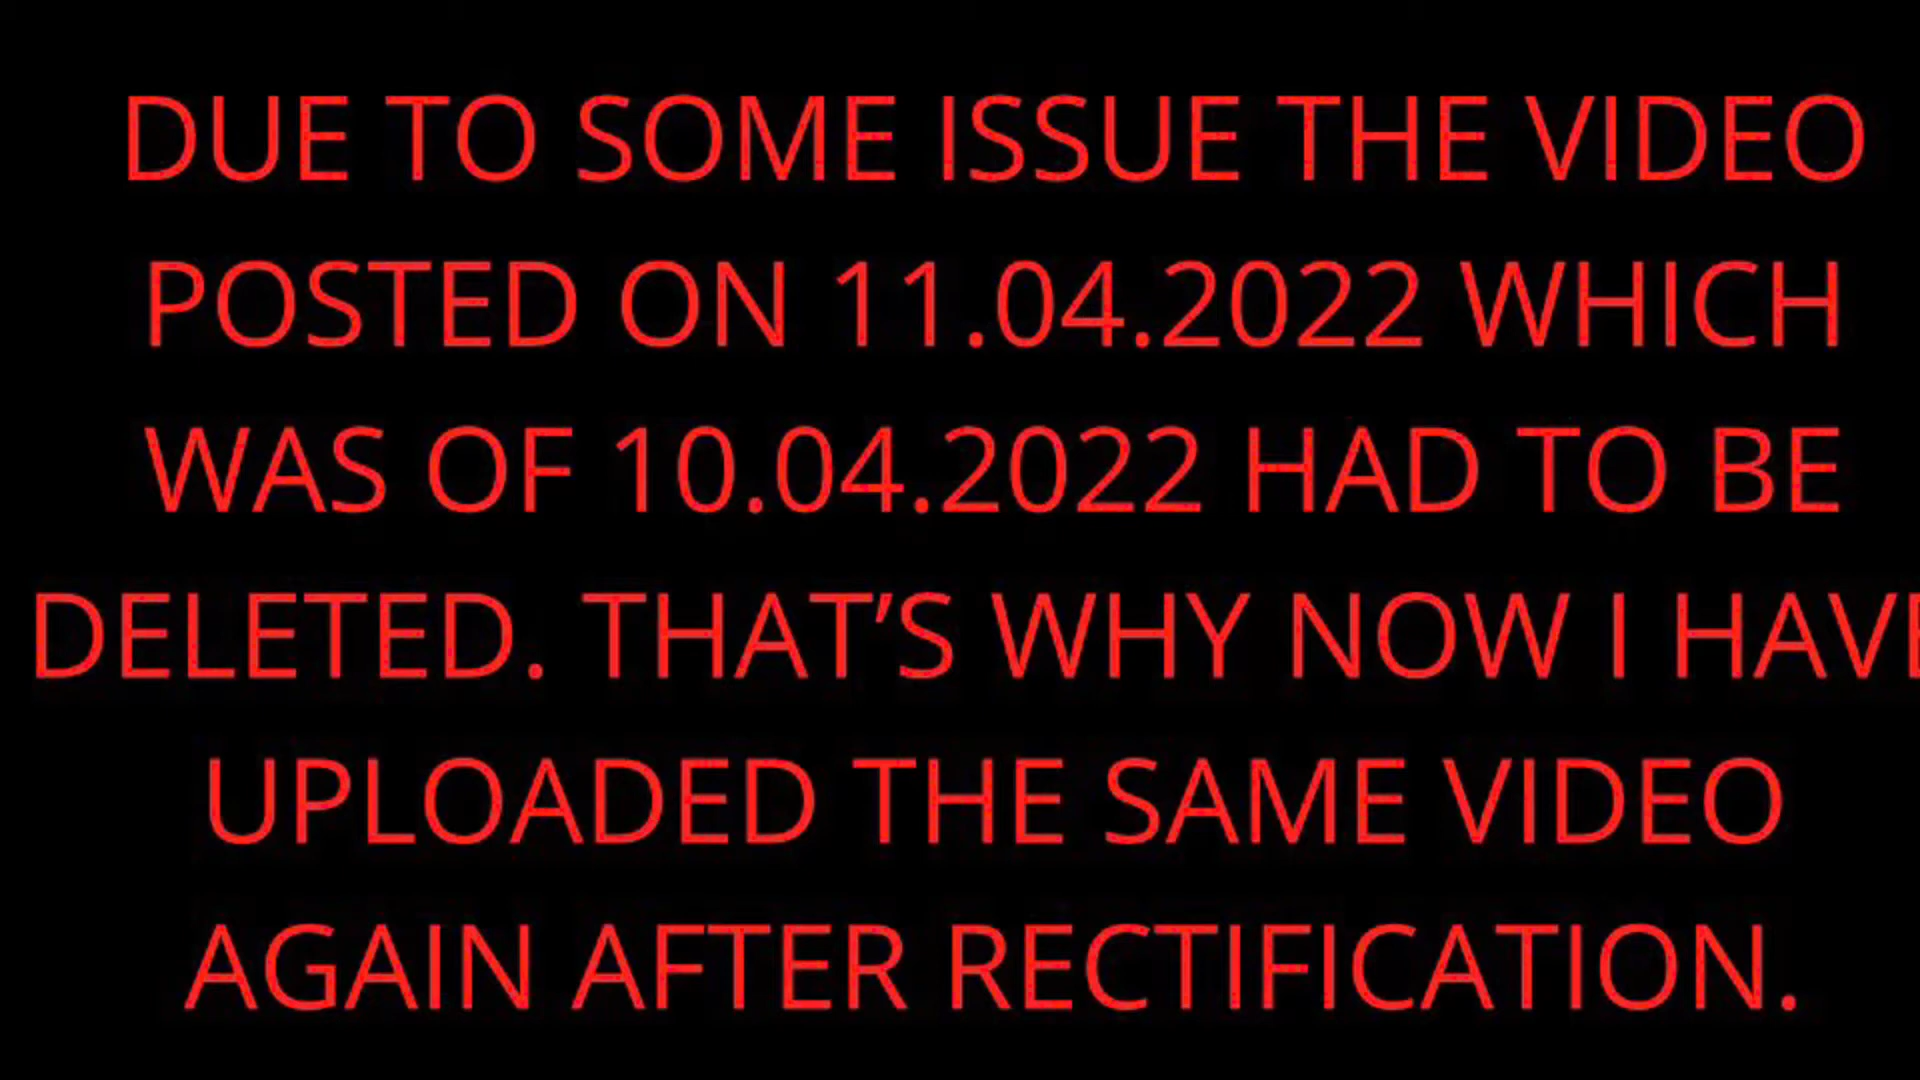 DUE TO SOME ISSUE THE VIDEO
POSTED ON 11.04.2022 WHICH
WAS OF 10.04.2022 HAD TO BE
DELETED. THAT’S WHY NOW I HAVE
UPLOADED THE SAME VIDEO
AGAIN AFTER RECTIFICATION.